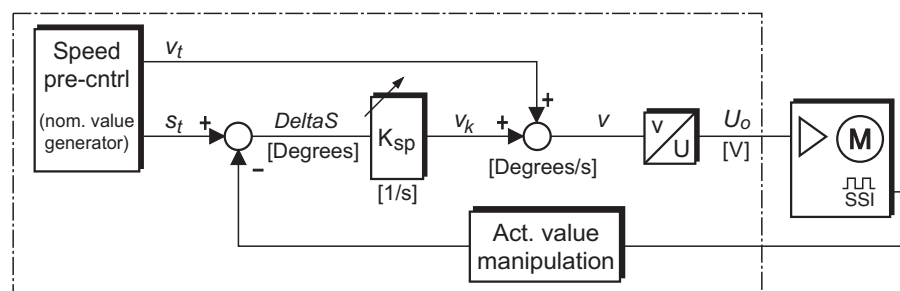 Speed
pre-cntrl
(nom. value
generator)
v_t
s_t
+
−
DeltaS
[Degrees]
K_sp
[1/s]
v_k
+
+
v
[Degrees/s]
v
U
U_o
[V]
M
SSI
Act. value
manipulation